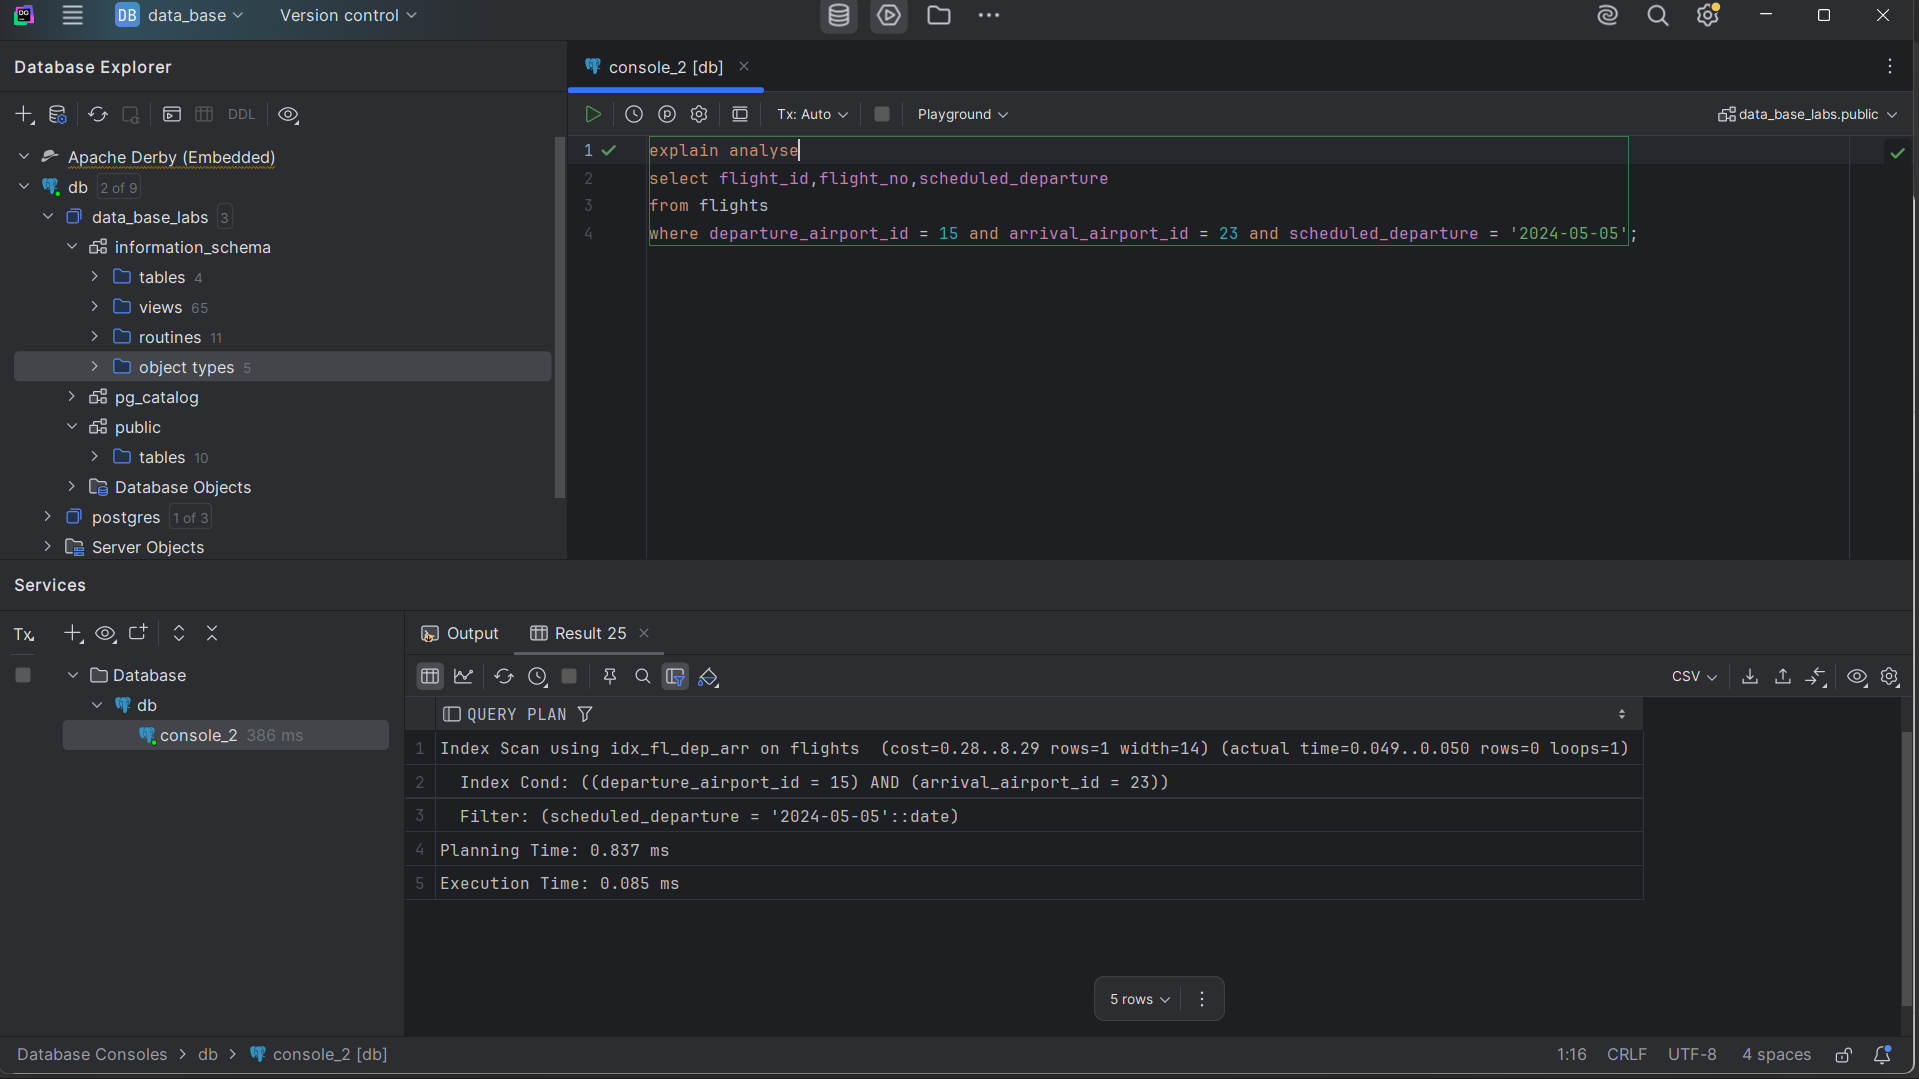 DG
DB data_base
Version control
Database Explorer
console_2 [db]
DDL
Tx: Auto
Playground
data_base_labs.public
Apache Derby (Embedded)
db 2 of 9
data_base_labs 3
information_schema
tables 4
views 65
routines 11
object types 5
pg_catalog
public
tables 10
Database Objects
postgres 1 of 3
Server Objects
1 explain analyse
2 select flight_id,flight_no,scheduled_departure
3 from flights
4 where departure_airport_id = 15 and arrival_airport_id = 23 and scheduled_departure = '2024-05-05';
Services
Tx
Database
db
console_2 386 ms
Output
Result 25
CSV
QUERY PLAN
1 Index Scan using idx_fl_dep_arr on flights  (cost=0.28..8.29 rows=1 width=14) (actual time=0.049..0.050 rows=0 loops=1)
2   Index Cond: ((departure_airport_id = 15) AND (arrival_airport_id = 23))
3   Filter: (scheduled_departure = '2024-05-05'::date)
4 Planning Time: 0.837 ms
5 Execution Time: 0.085 ms
5 rows
Database Consoles > db > console_2 [db]
1:16 CRLF UTF-8 4 spaces